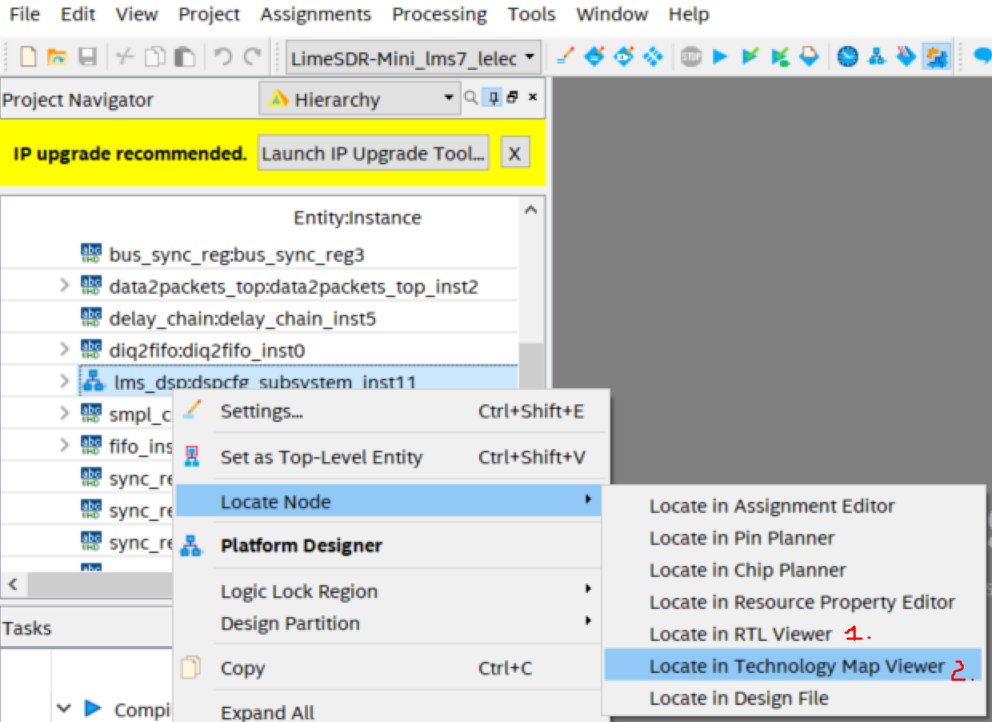 File Edit View Project Assignments Processing Tools Window Help
LimeSDR-Mini_lms7_lelec
Project Navigator
Hierarchy
IP upgrade recommended.
Launch IP Upgrade Tool...
X
Entity:Instance
bus_sync_reg:bus_sync_reg3
data2packets_top:data2packets_top_inst2
delay_chain:delay_chain_inst5
diq2fifo:diq2fifo_inst0
lms_dsp:dspcfg_subsystem_inst11
smpl_c
fifo_ins
sync_re
sync_re
sync_re
Settings... Ctrl+Shift+E
Set as Top-Level Entity Ctrl+Shift+V
Locate Node
Platform Designer
Logic Lock Region
Design Partition
Copy Ctrl+C
Expand All
Locate in Assignment Editor
Locate in Pin Planner
Locate in Chip Planner
Locate in Resource Property Editor
Locate in RTL Viewer 1.
Locate in Technology Map Viewer 2.
Locate in Design File
Tasks
Compi